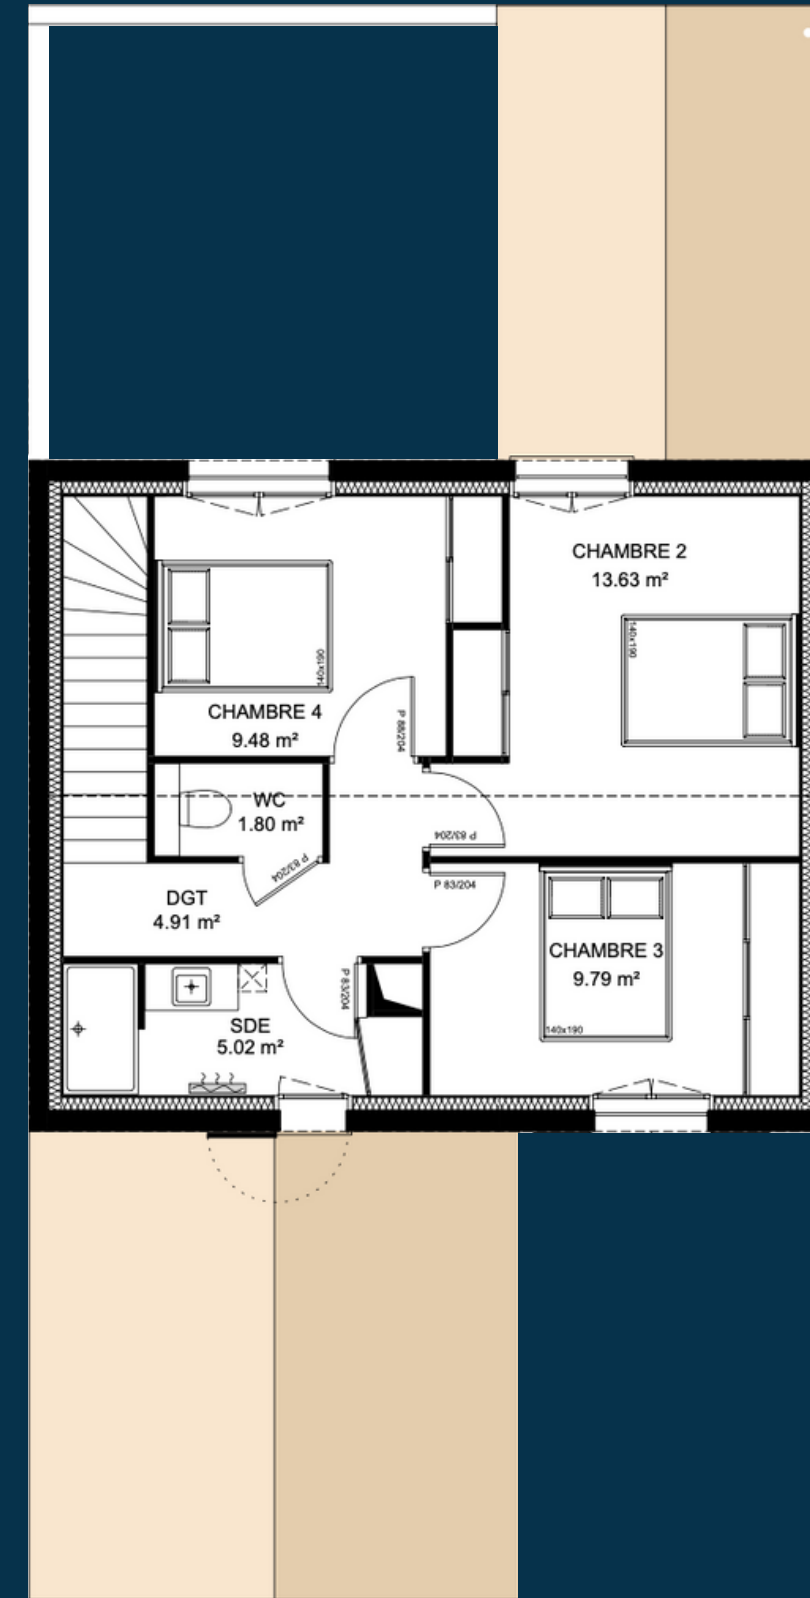 CHAMBRE 2
13.63 m²
140x190
140x190
CHAMBRE 4
9.48 m²
P 88/204
WC
1.80 m²
P 83/204
P 83/204
P 83/204
DGT
4.91 m²
CHAMBRE 3
9.79 m²
P 83/204
SDE
5.02 m²
140x190